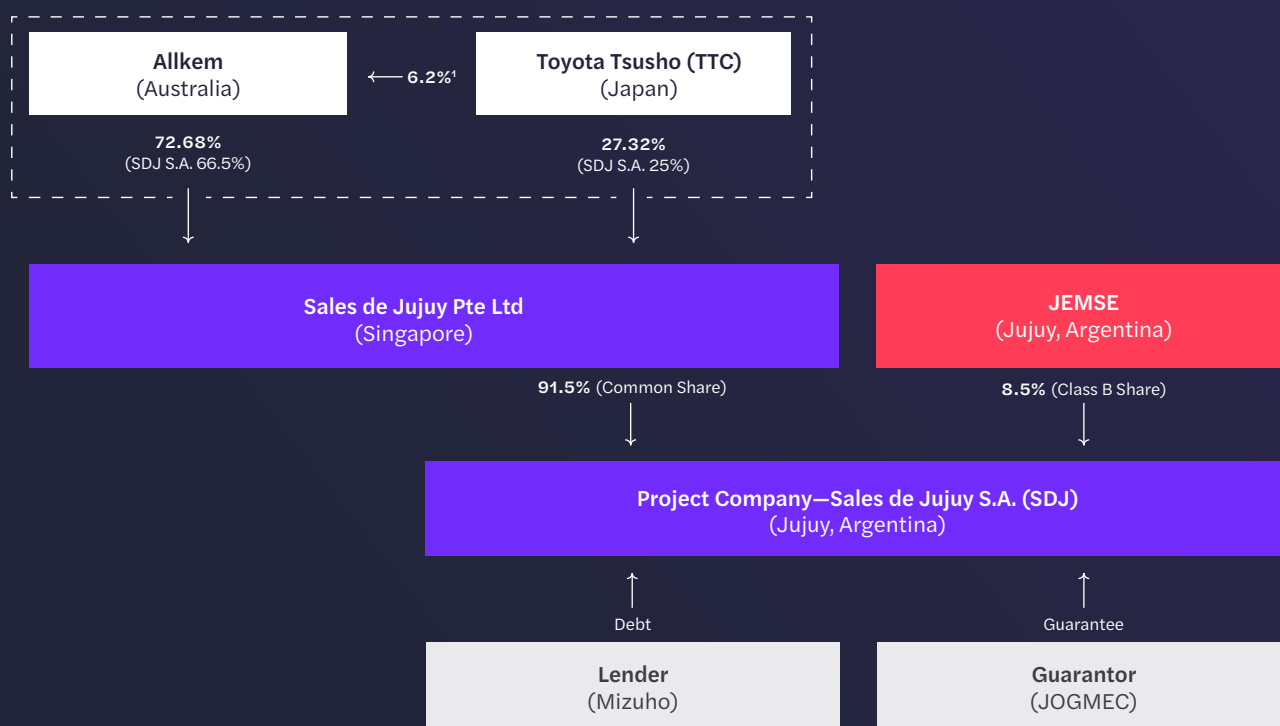 Allkem
(Australia)
6.2%¹
Toyota Tsusho (TTC)
(Japan)
72.68%
(SDJ S.A. 66.5%)
27.32%
(SDJ S.A. 25%)
Sales de Jujuy Pte Ltd
(Singapore)
JEMSE
(Jujuy, Argentina)
91.5% (Common Share)
8.5% (Class B Share)
Project Company—Sales de Jujuy S.A. (SDJ)
(Jujuy, Argentina)
Debt
Guarantee
Lender
(Mizuho)
Guarantor
(JOGMEC)